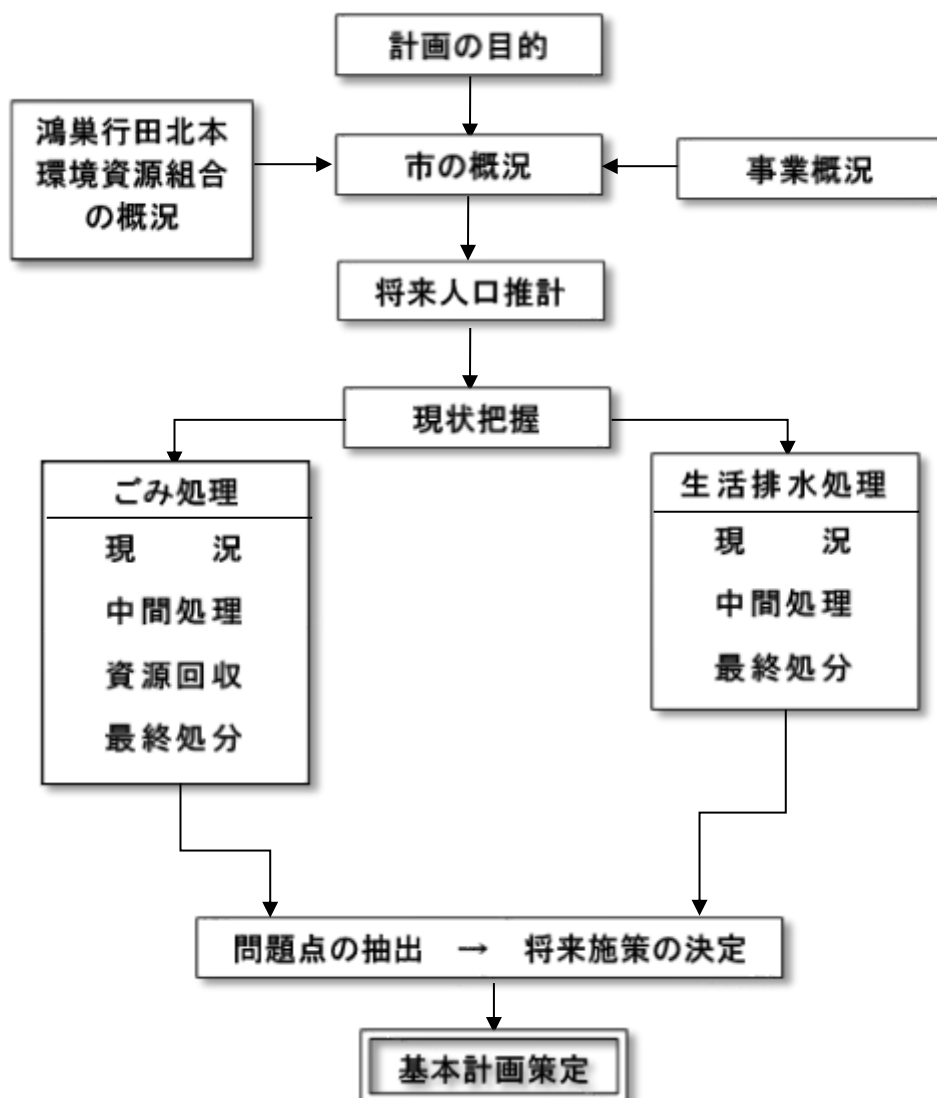 計画の目的
鴻巣行田北本
環境資源組合
の概況
市の概況
事業概況
将来人口推計
現状把握
ごみ処理
現　　況
中間処理
資源回収
最終処分
生活排水処理
現　　況
中間処理
最終処分
問題点の抽出　→　将来施策の決定
基本計画策定